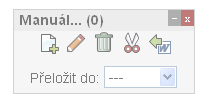 Manuál... (0)
Přeložit do: ---